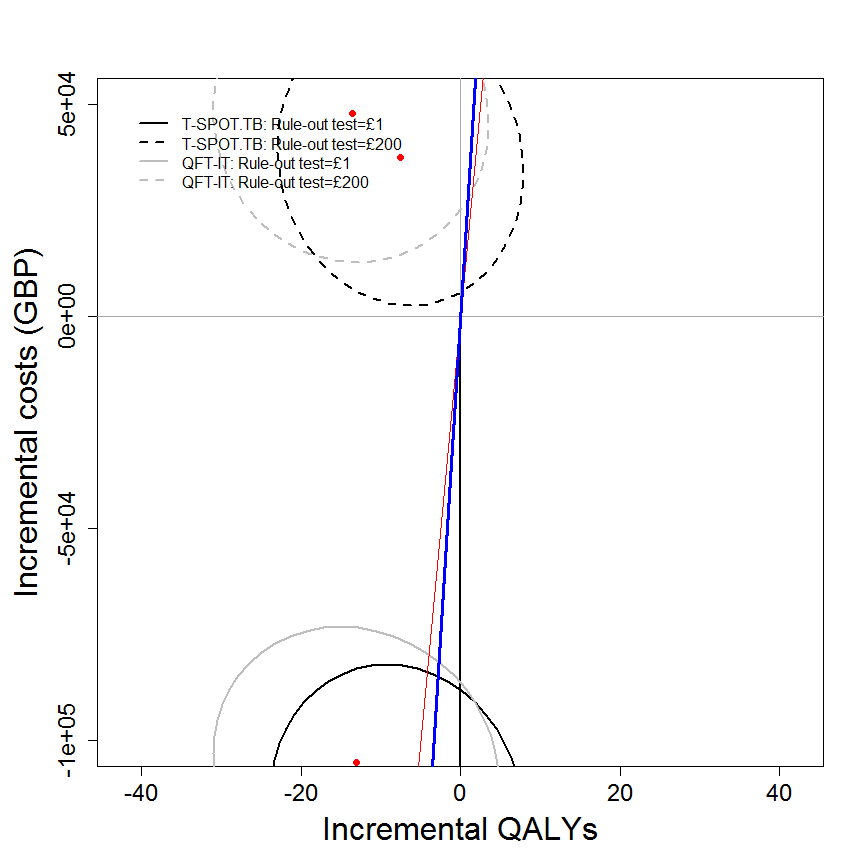 T-SPOT.TB: Rule-out test=£1
T-SPOT.TB: Rule-out test=£200
QFT-IT: Rule-out test=£1
QFT-IT: Rule-out test=£200
Incremental costs (GBP)
5e+04
0e+00
-5e+04
-1e+05
-40 -20 0 20 40
Incremental QALYs